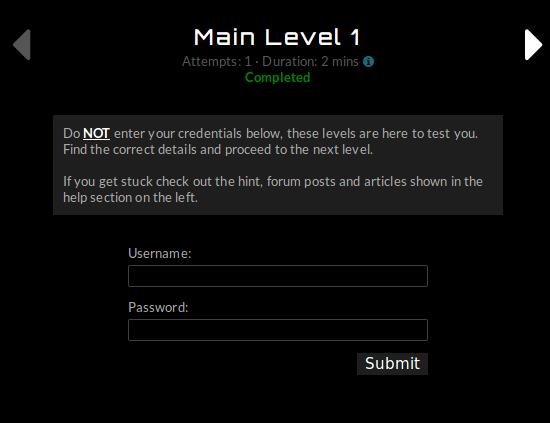 Main Level 1
Attempts: 1 · Duration: 2 mins
Completed
Do NOT enter your credentials below, these levels are here to test you.
Find the correct details and proceed to the next level.
If you get stuck check out the hint, forum posts and articles shown in the
help section on the left.
Username:
Password:
Submit